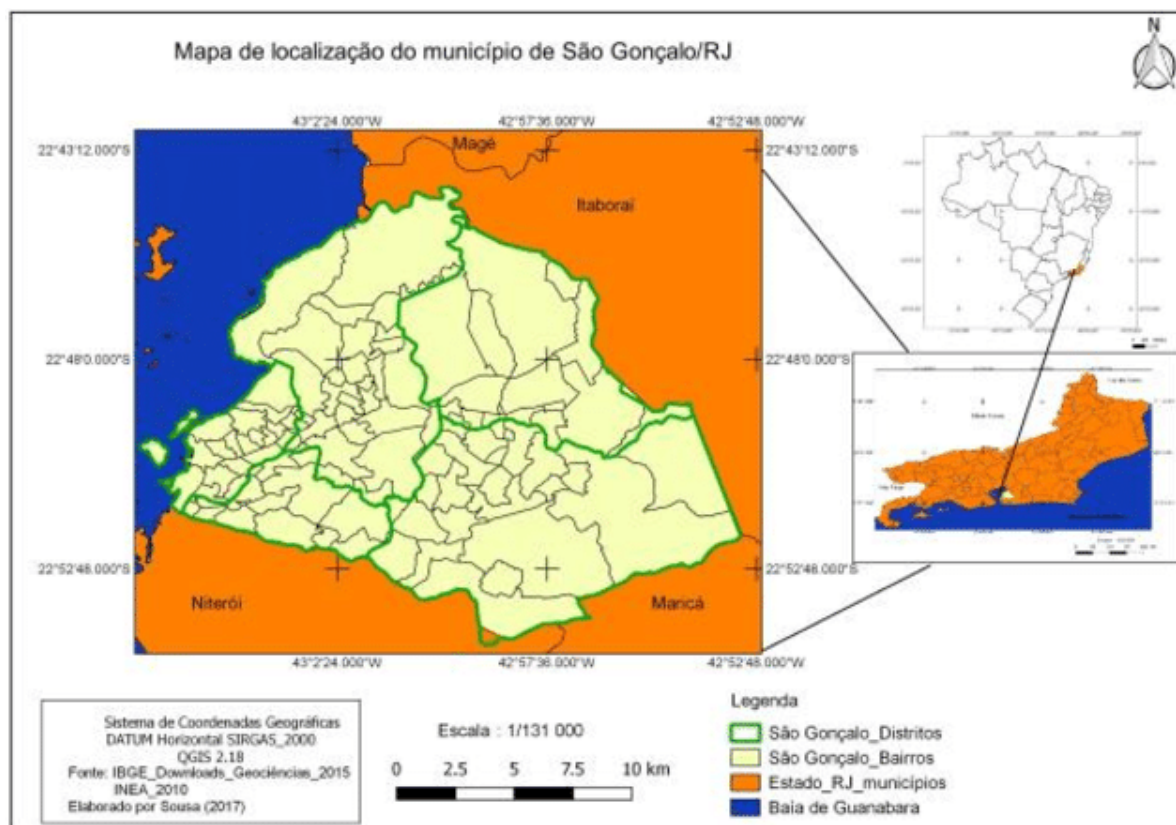 Mapa de localização do município de São Gonçalo/RJ
N
43°2'24.000"W 42°57'36.000"W 42°52'48.000"W
22°43'12.000"S 22°43'12.000"S
Magé
Itaboraí
22°48'0.000"S 22°48'0.000"S
22°52'48.000"S 22°52'48.000"S
Niterói Maricá
43°2'24.000"W 42°57'36.000"W 42°52'48.000"W
Sistema de Coordenadas Geográficas
DATUM Horizontal SIRGAS_2000
QGIS 2.18
Fonte: IBGE_Downloads_Geociências_2015
INEA_2010
Elaborado por Sousa (2017)
Escala : 1/131 000
0 2.5 5 7.5 10 km
Legenda
São Gonçalo_Distritos
São Gonçalo_Bairros
Estado_RJ_municípios
Baía de Guanabara